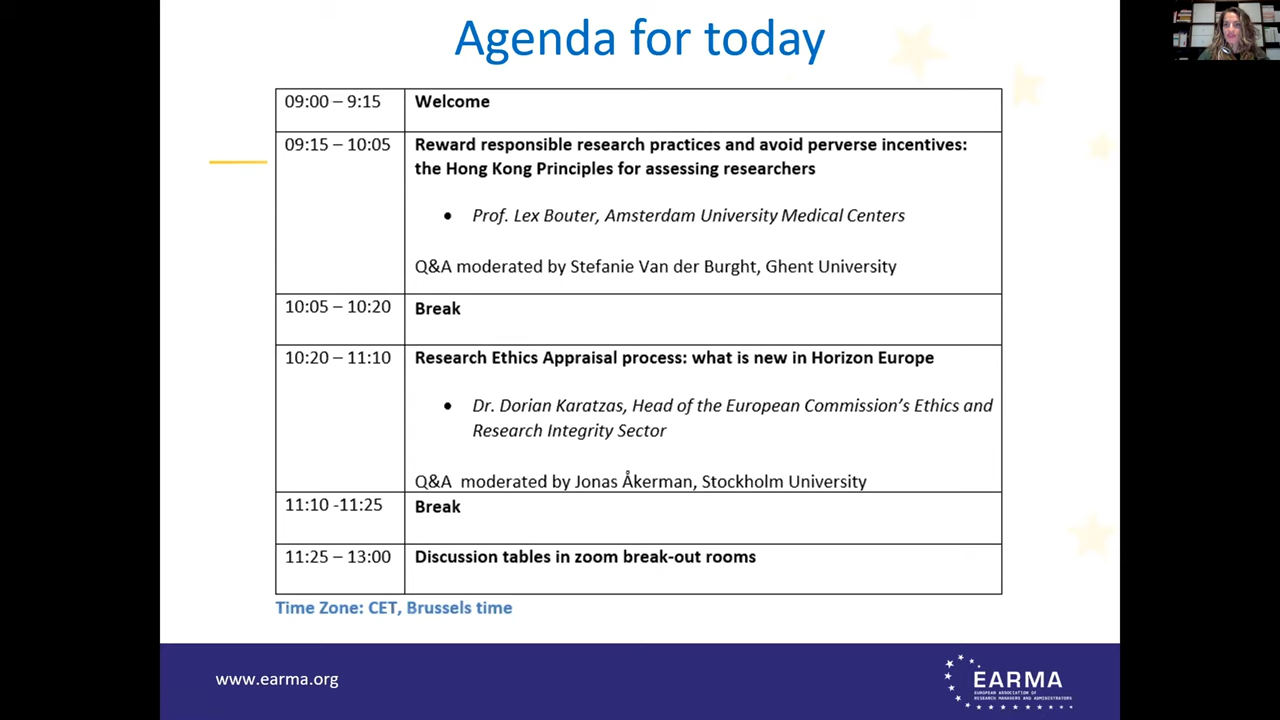 Agenda for today
09:00 – 9:15 Welcome
09:15 – 10:05 Reward responsible research practices and avoid perverse incentives:
the Hong Kong Principles for assessing researchers
• Prof. Lex Bouter, Amsterdam University Medical Centers
Q&A moderated by Stefanie Van der Burght, Ghent University
10:05 – 10:20 Break
10:20 – 11:10 Research Ethics Appraisal process: what is new in Horizon Europe
• Dr. Dorian Karatzas, Head of the European Commission’s Ethics and
Research Integrity Sector
Q&A  moderated by Jonas Åkerman, Stockholm University
11:10 -11:25 Break
11:25 – 13:00 Discussion tables in zoom break-out rooms
Time Zone: CET, Brussels time
www.earma.org
EARMA
EUROPEAN ASSOCIATION OF
RESEARCH MANAGERS AND ADMINISTRATORS